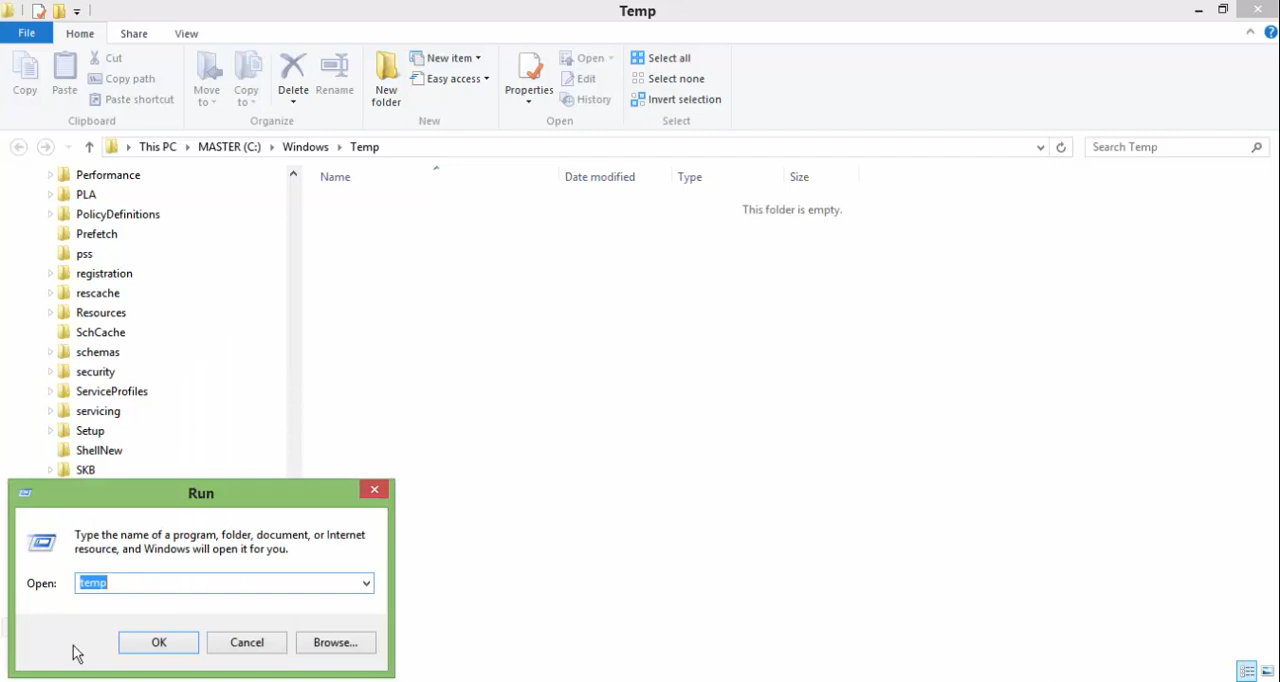 Temp
File Home Share View
Copy
Paste
Cut
Copy path
Paste shortcut
Clipboard
Move to
Copy to
Delete
Rename
Organize
New folder
New item
Easy access
New
Properties
Open
Edit
History
Open
Select all
Select none
Invert selection
Select
This PC MASTER (C:) Windows Temp
Search Temp
Performance
PLA
PolicyDefinitions
Prefetch
pss
registration
rescache
Resources
SchCache
schemas
security
ServiceProfiles
servicing
Setup
ShellNew
SKB
Name Date modified Type Size
This folder is empty.
Run
Type the name of a program, folder, document, or Internet
resource, and Windows will open it for you.
Open: temp
OK Cancel Browse...